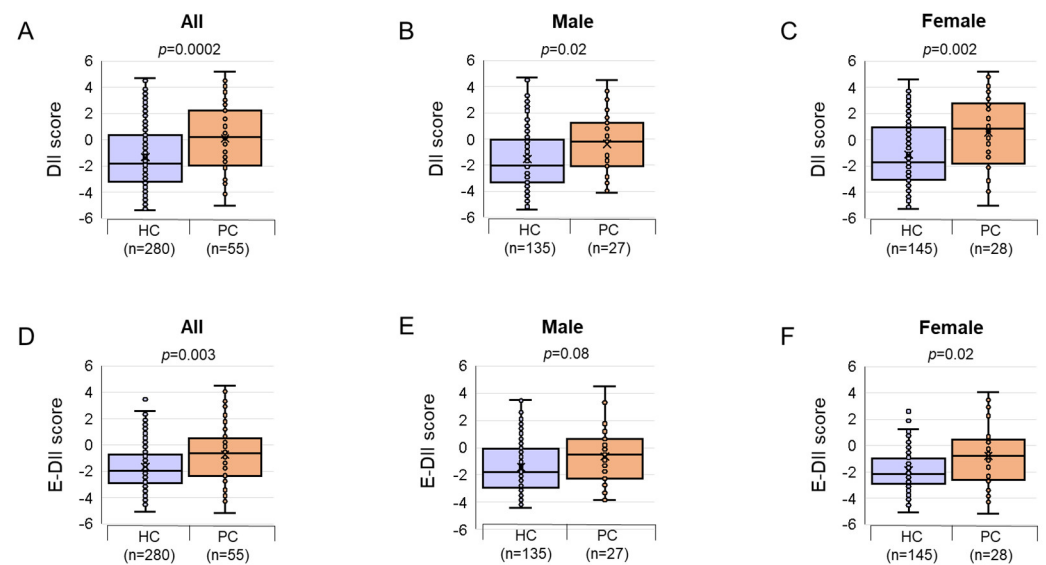 A
All
p=0.0002
DII score
6
4
2
0
-2
-4
-6
HC
PC
(n=280)
(n=55)
B
Male
p=0.02
DII score
6
4
2
0
-2
-4
-6
HC
PC
(n=135)
(n=27)
C
Female
p=0.002
DII score
6
4
2
0
-2
-4
-6
HC
PC
(n=145)
(n=28)
D
All
p=0.003
E-DII score
6
4
2
0
-2
-4
-6
HC
PC
(n=280)
(n=55)
E
Male
p=0.08
E-DII score
6
4
2
0
-2
-4
-6
HC
PC
(n=135)
(n=27)
F
Female
p=0.02
E-DII score
6
4
2
0
-2
-4
-6
HC
PC
(n=145)
(n=28)